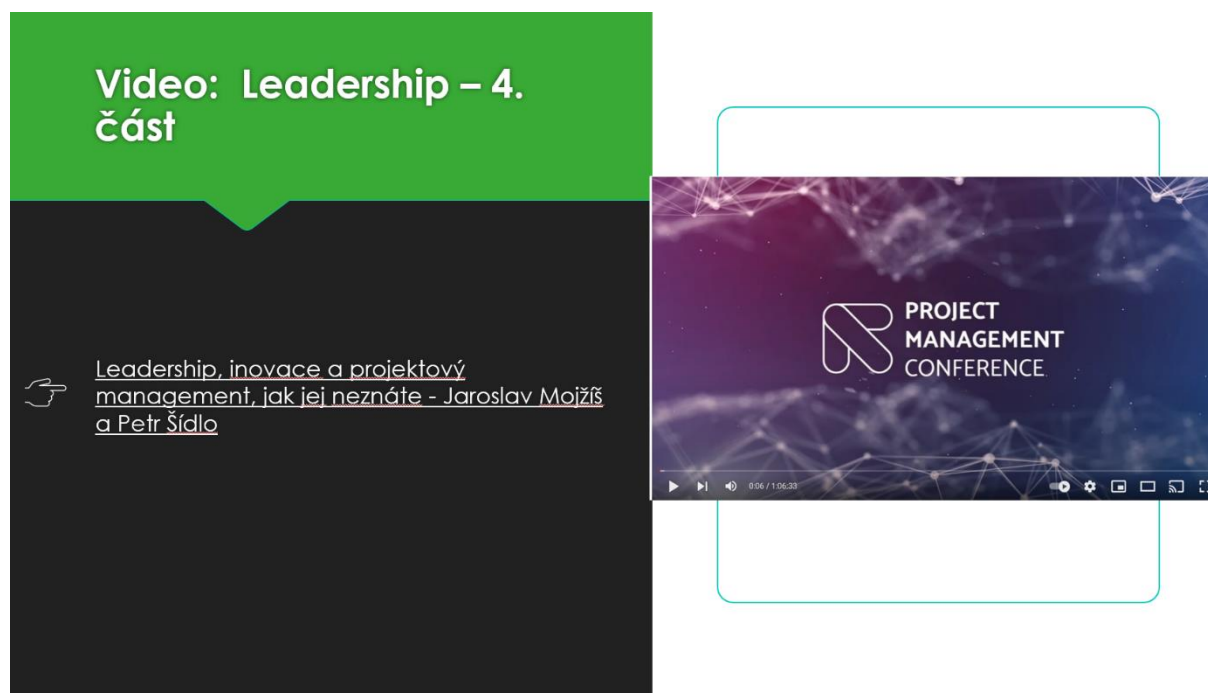 Video:  Leadership – 4.
část
Leadership, inovace a projektový
management, jak jej neznáte - Jaroslav Mojžíš
a Petr Šídlo
PROJECT
MANAGEMENT
CONFERENCE
0:06 / 1:06:33